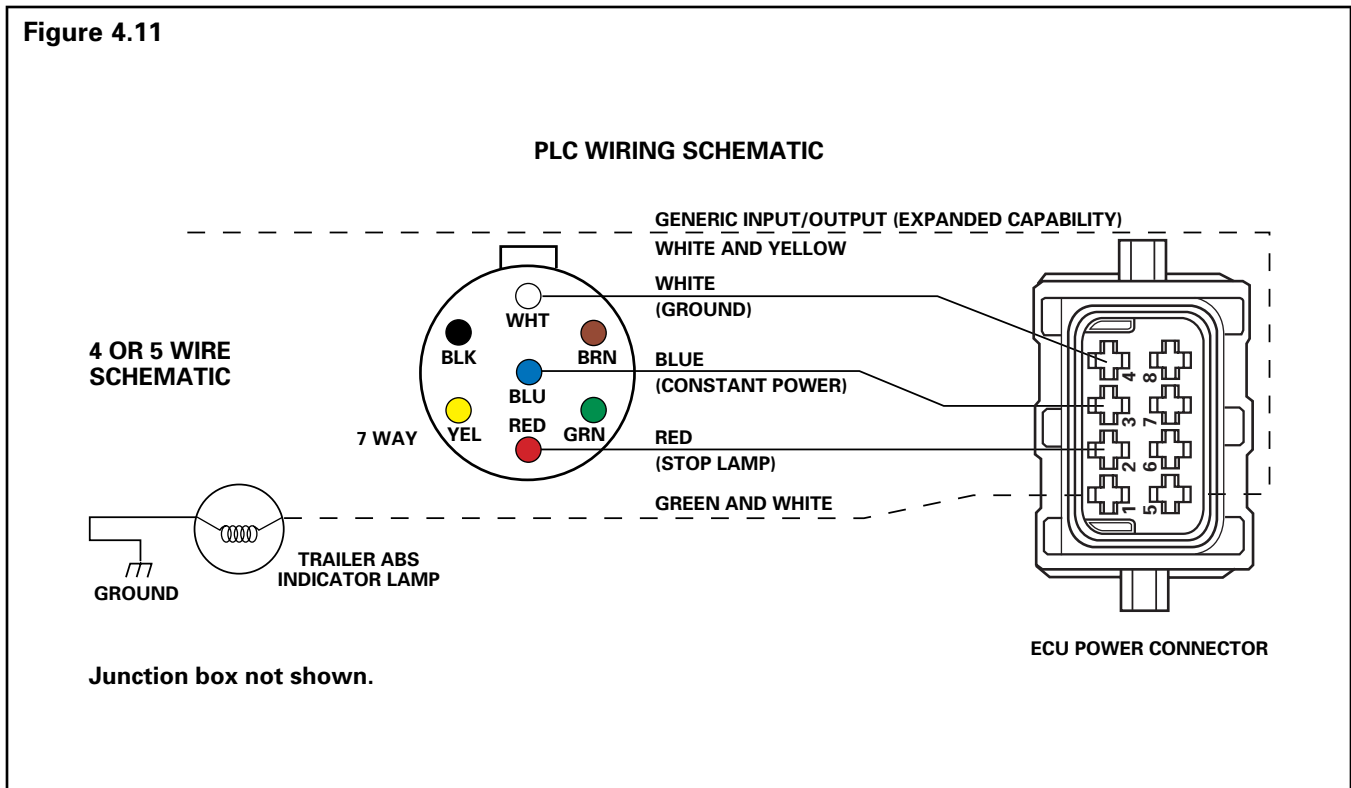 Figure 4.11
PLC WIRING SCHEMATIC
GENERIC INPUT/OUTPUT (EXPANDED CAPABILITY)
WHITE AND YELLOW
WHITE
(GROUND)
WHT
BLK
BRN
4 OR 5 WIRE
SCHEMATIC
BLUE
(CONSTANT POWER)
BLU
7 WAY
YEL
RED
GRN
RED
(STOP LAMP)
GREEN AND WHITE
4
8
3
7
2
6
1
5
TRAILER ABS
INDICATOR LAMP
GROUND
ECU POWER CONNECTOR
Junction box not shown.